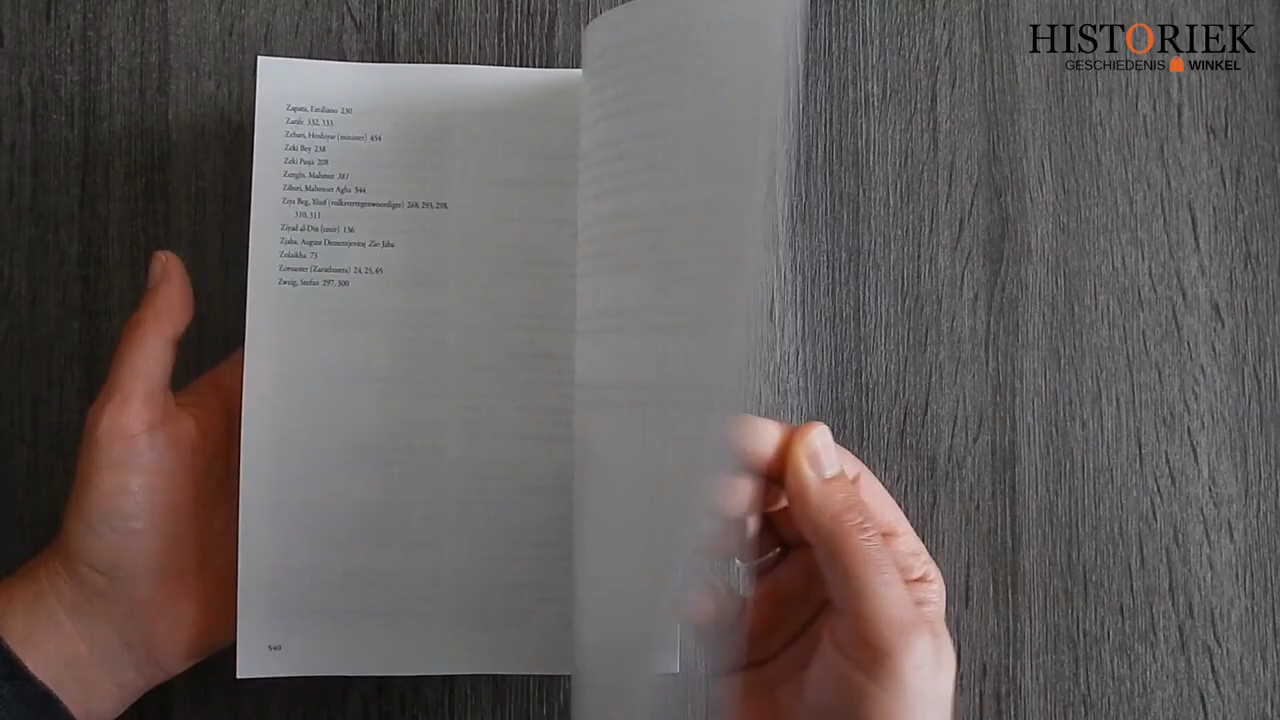 HISTORIEK
GESCHIEDENIS WINKEL
Zapata, Emiliano 230
Zarife 332, 333
Zebari, Hoshiyar (minister) 454
Zeki Bey 238
Zeki Paşa 208
Zengin, Mahmut 381
Zibari, Mahmoet Agha 344
Ziya Beg, Yûsif (volksvertegenwoordiger) 268, 293, 298,
310, 311
Ziyad al-Din (emir) 136
Zjaba, August Dementjevitsj Zie: Jaba
Zolaikha 73
Zoroaster (Zarathustra) 24, 25, 65
Zweig, Stefan 297, 300
540